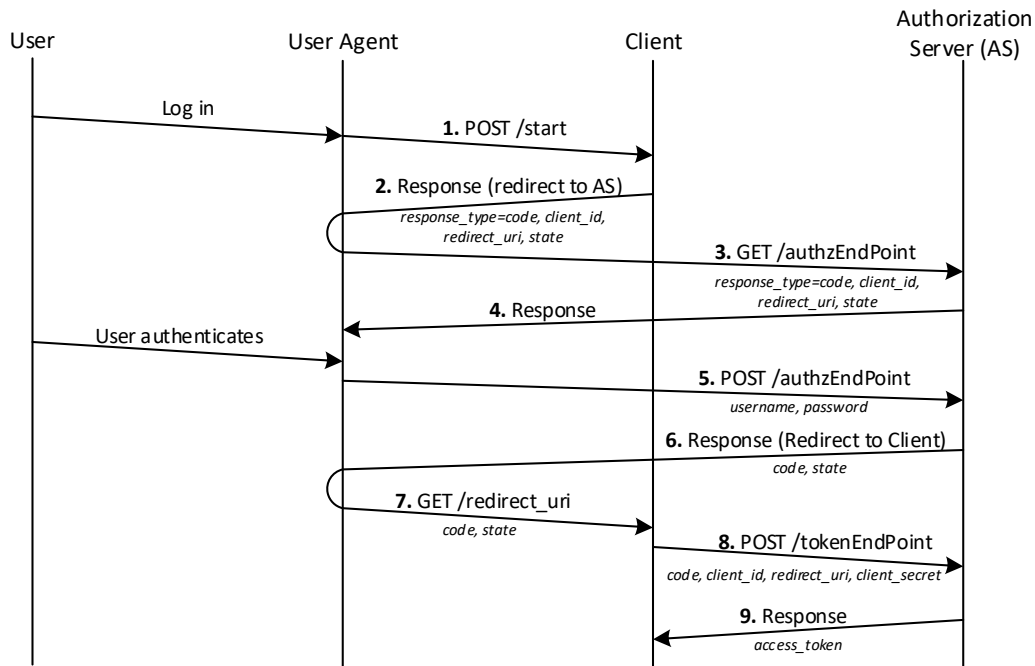 User
User Agent
Client
Authorization
Server (AS)
Log in
1. POST /start
2. Response (redirect to AS)
response_type=code, client_id,
redirect_uri, state
3. GET /authzEndPoint
response_type=code, client_id,
redirect_uri, state
4. Response
User authenticates
5. POST /authzEndPoint
username, password
6. Response (Redirect to Client)
code, state
7. GET /redirect_uri
code, state
8. POST /tokenEndPoint
code, client_id, redirect_uri, client_secret
9. Response
access_token